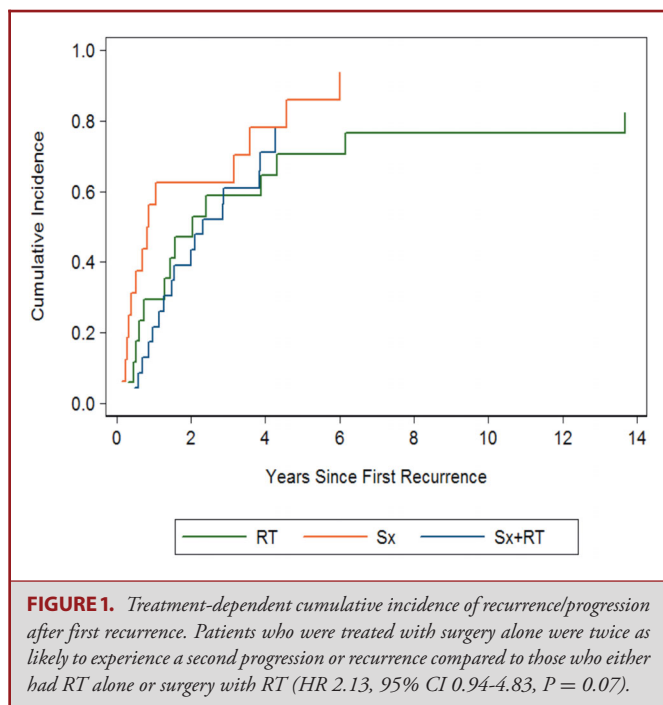 1.0
0.8
0.6
0.4
0.2
0.0
Cumulative Incidence
0 2 4 6 8 10 12 14
Years Since First Recurrence
RT Sx Sx+RT
FIGURE 1. Treatment-dependent cumulative incidence of recurrence/progression
after first recurrence. Patients who were treated with surgery alone were twice as
likely to experience a second progression or recurrence compared to those who either
had RT alone or surgery with RT (HR 2.13, 95% CI 0.94-4.83, P = 0.07).